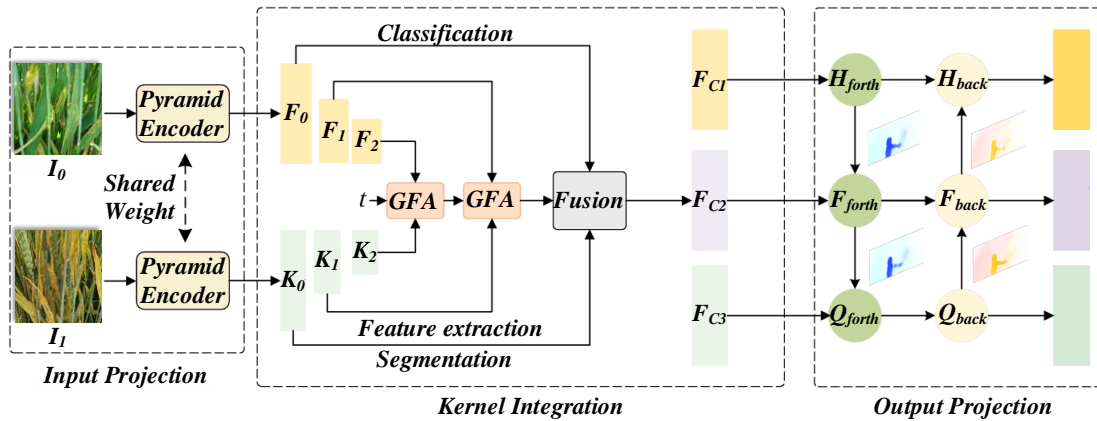 Classification
Pyramid
Encoder
I0
Shared
Weight
Pyramid
Encoder
I1
Input Projection
F0
F1
F2
t
GFA
GFA
Fusion
K0
K1
K2
Feature extraction
Segmentation
Kernel Integration
FC1
FC2
FC3
Hforth
Hback
Fforth
Fback
Qforth
Qback
Output Projection